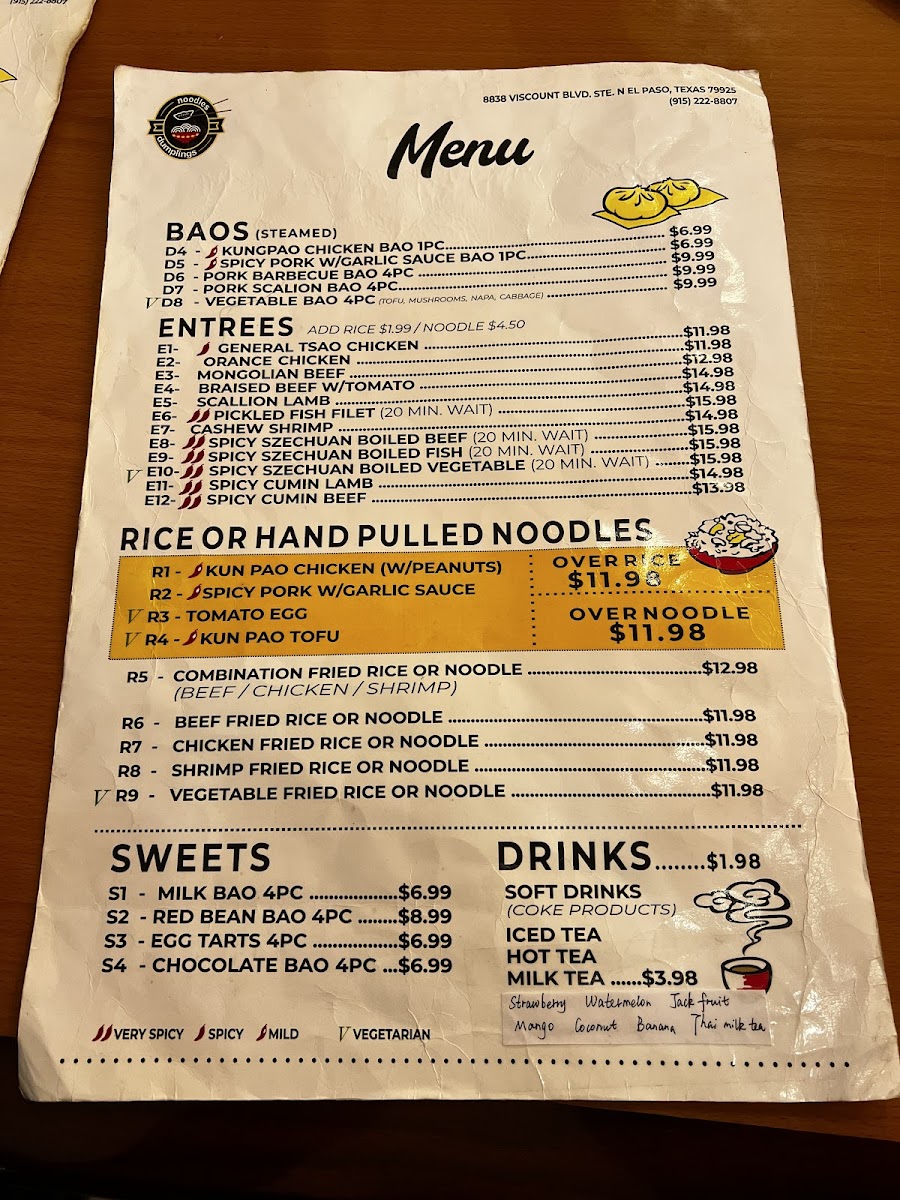 (915) 222-8807
noodles
dumplings
8838 VISCOUNT BLVD. STE. N EL PASO, TEXAS 79925
(915) 222-8807
Menu
BAOS (STEAMED)
D4 - KUNGPAO CHICKEN BAO 1PC $6.99
D5 - SPICY PORK W/GARLIC SAUCE BAO 1PC $6.99
D6 - PORK BARBECUE BAO 4PC $9.99
D7 - PORK SCALION BAO 4PC $9.99
V D8 - VEGETABLE BAO 4PC (TOFU, MUSHROOMS, NAPA, CABBAGE) $9.99
ENTREES ADD RICE $1.99 / NOODLE $4.50
E1- GENERAL TSAO CHICKEN $11.98
E2- ORANGE CHICKEN $11.98
E3- MONGOLIAN BEEF $12.98
E4- BRAISED BEEF W/TOMATO $14.98
E5- SCALLION LAMB $14.98
E6- PICKLED FISH FILET (20 MIN. WAIT) $15.98
E7- CASHEW SHRIMP $14.98
E8- SPICY SZECHUAN BOILED BEEF (20 MIN. WAIT) $15.98
E9- SPICY SZECHUAN BOILED FISH (20 MIN. WAIT) $15.98
V E10- SPICY SZECHUAN BOILED VEGETABLE (20 MIN. WAIT) $15.98
E11- SPICY CUMIN LAMB $14.98
E12- SPICY CUMIN BEEF $13.98
RICE OR HAND PULLED NOODLES
R1 - KUN PAO CHICKEN (W/PEANUTS)
R2 - SPICY PORK W/GARLIC SAUCE
V R3 - TOMATO EGG
V R4 - KUN PAO TOFU
OVER RICE
$11.98
OVER NOODLE
$11.98
R5 - COMBINATION FRIED RICE OR NOODLE $12.98
(BEEF / CHICKEN / SHRIMP)
R6 - BEEF FRIED RICE OR NOODLE $11.98
R7 - CHICKEN FRIED RICE OR NOODLE $11.98
R8 - SHRIMP FRIED RICE OR NOODLE $11.98
V R9 - VEGETABLE FRIED RICE OR NOODLE $11.98
SWEETS
S1 - MILK BAO 4PC $6.99
S2 - RED BEAN BAO 4PC $8.99
S3 - EGG TARTS 4PC $6.99
S4 - CHOCOLATE BAO 4PC $6.99
DRINKS $1.98
SOFT DRINKS
(COKE PRODUCTS)
ICED TEA
HOT TEA
MILK TEA $3.98
Strawberry Watermelon Jack fruit
Mango Coconut Banana Thai milk tea
VERY SPICY SPICY MILD V VEGETARIAN